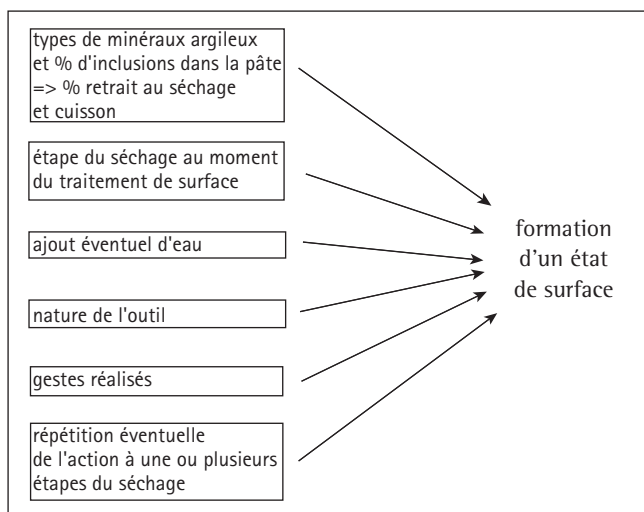 types de minéraux argileux
et % d'inclusions dans la pâte
=> % retrait au séchage
et cuisson
étape du séchage au moment
du traitement de surface
ajout éventuel d'eau
nature de l'outil
gestes réalisés
répétition éventuelle
de l'action à une ou plusieurs
étapes du séchage
formation
d'un état
de surface